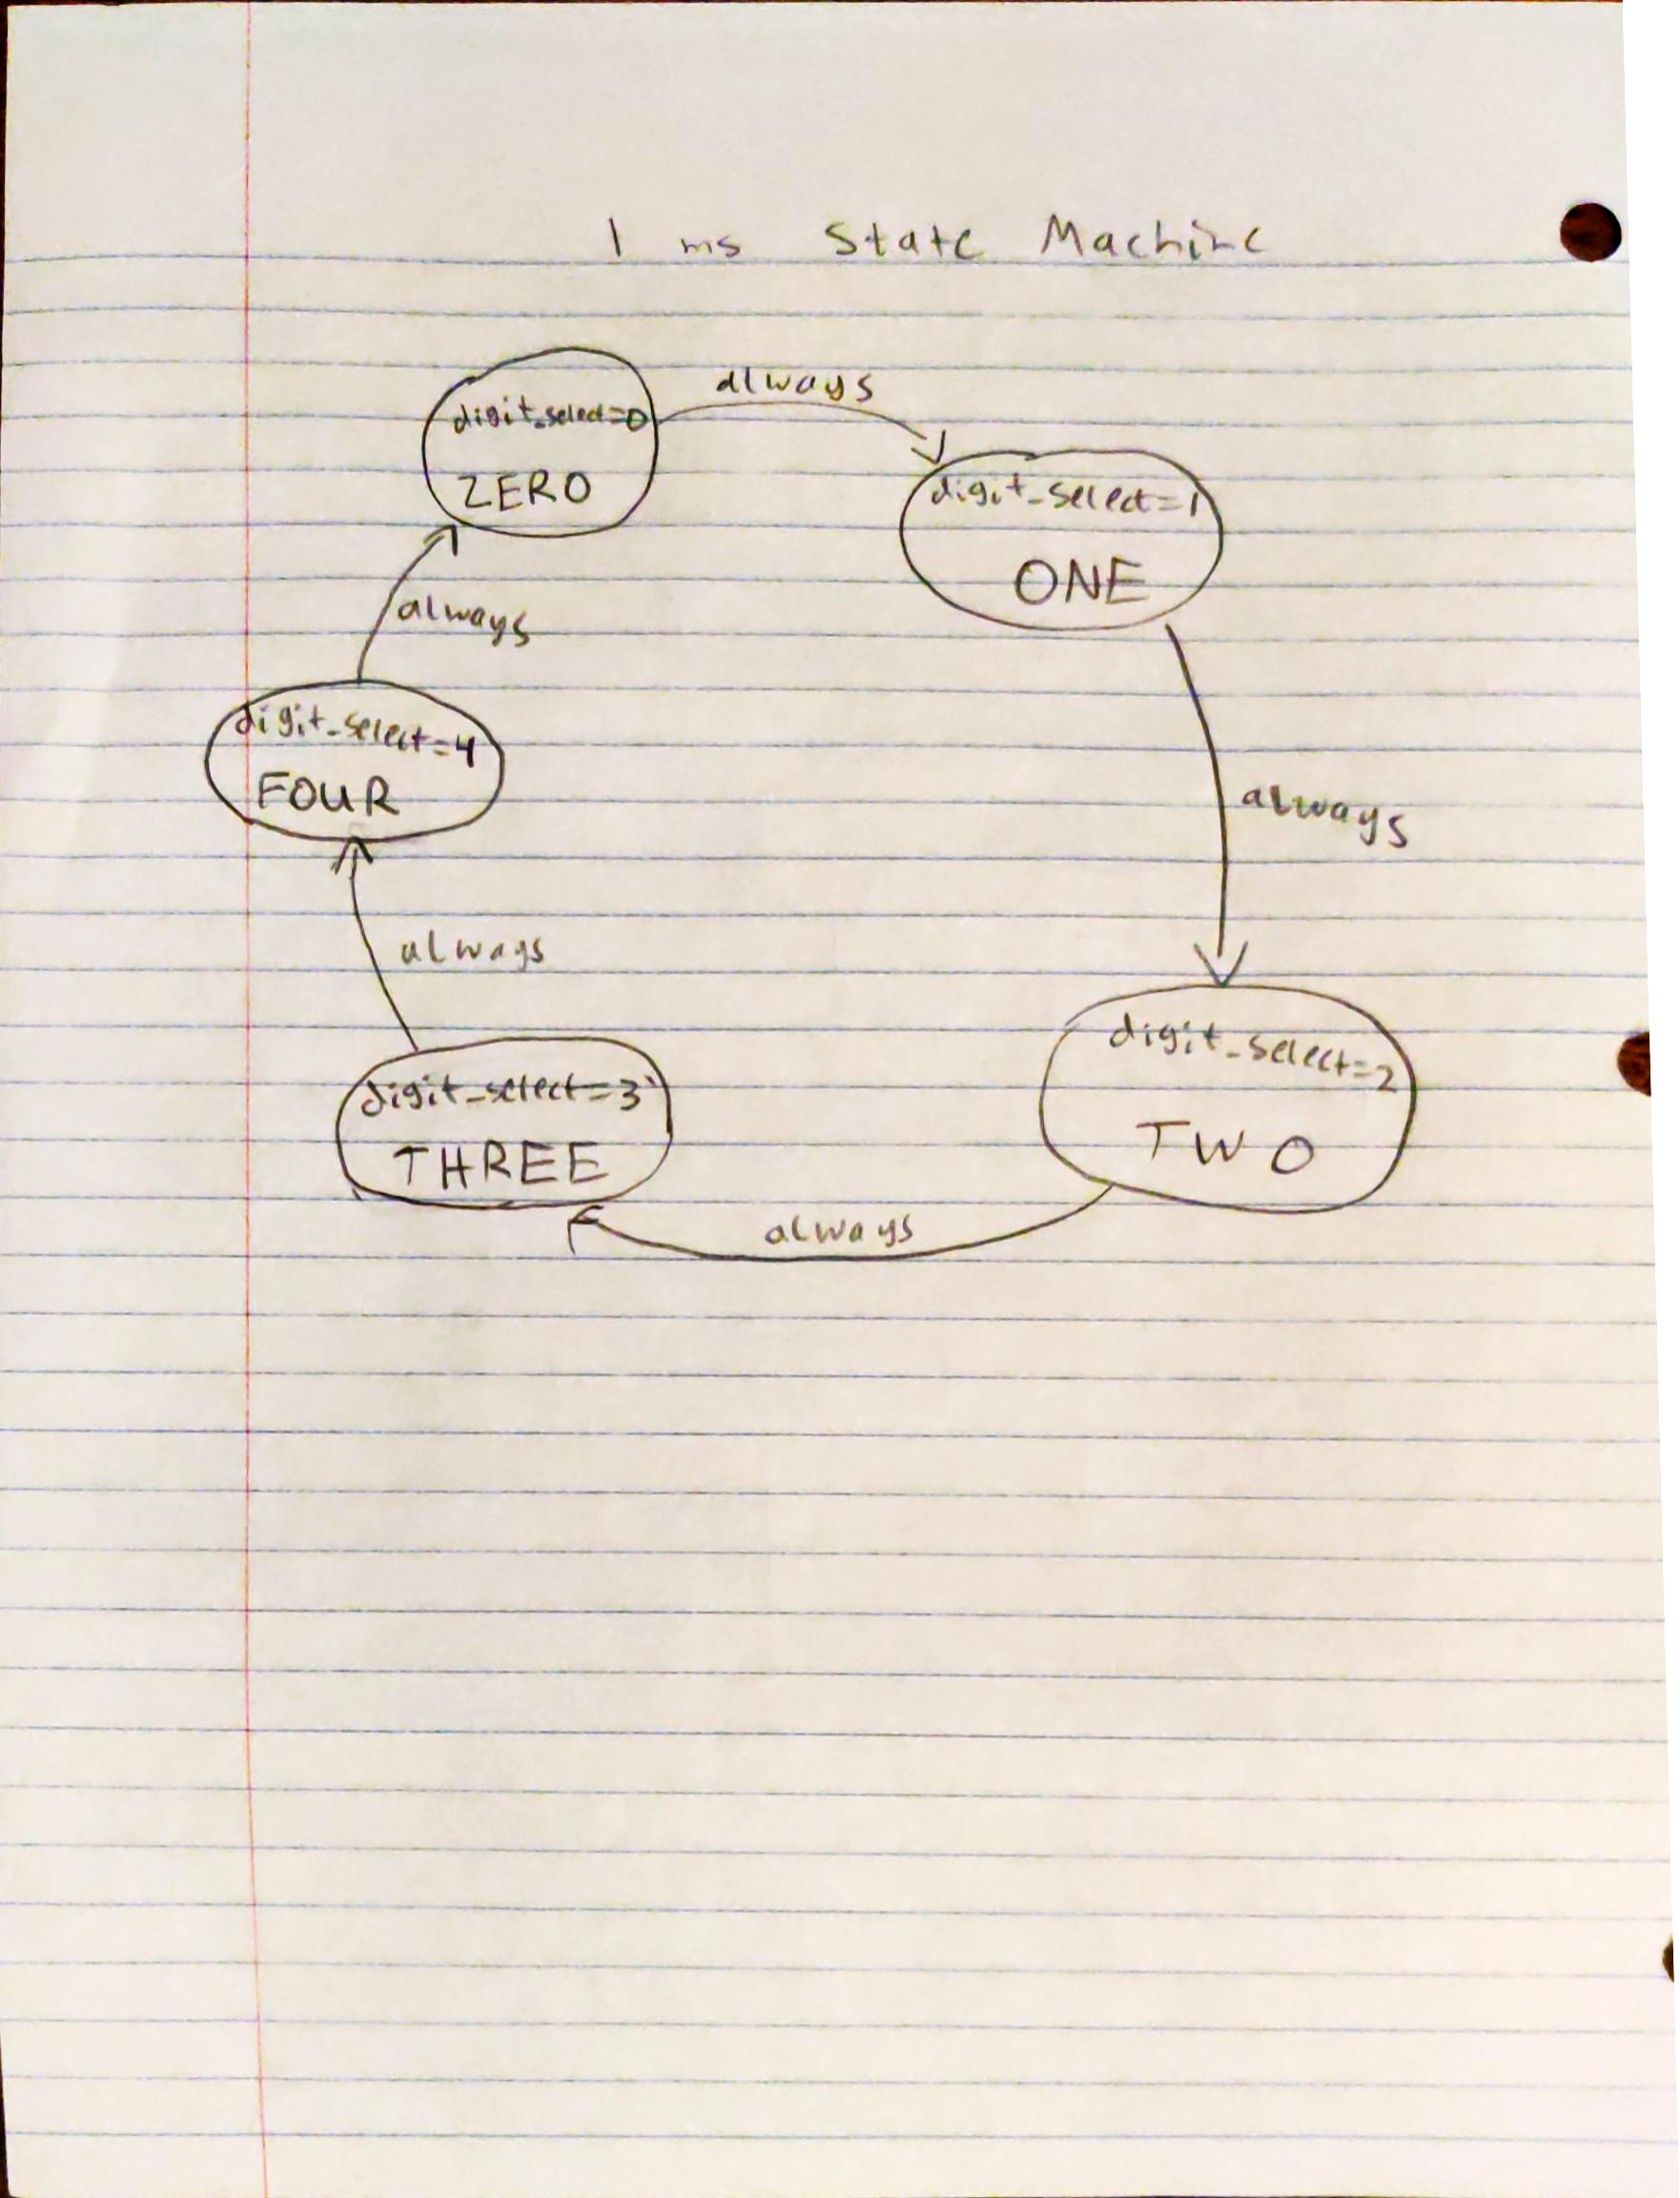 1 ms State Machine
always
digit_select=0
ZERO
digit_select=1
ONE
always
digit_select=4
FOUR
always
always
digit_select=3
THREE
digit_select=2
TWO
always